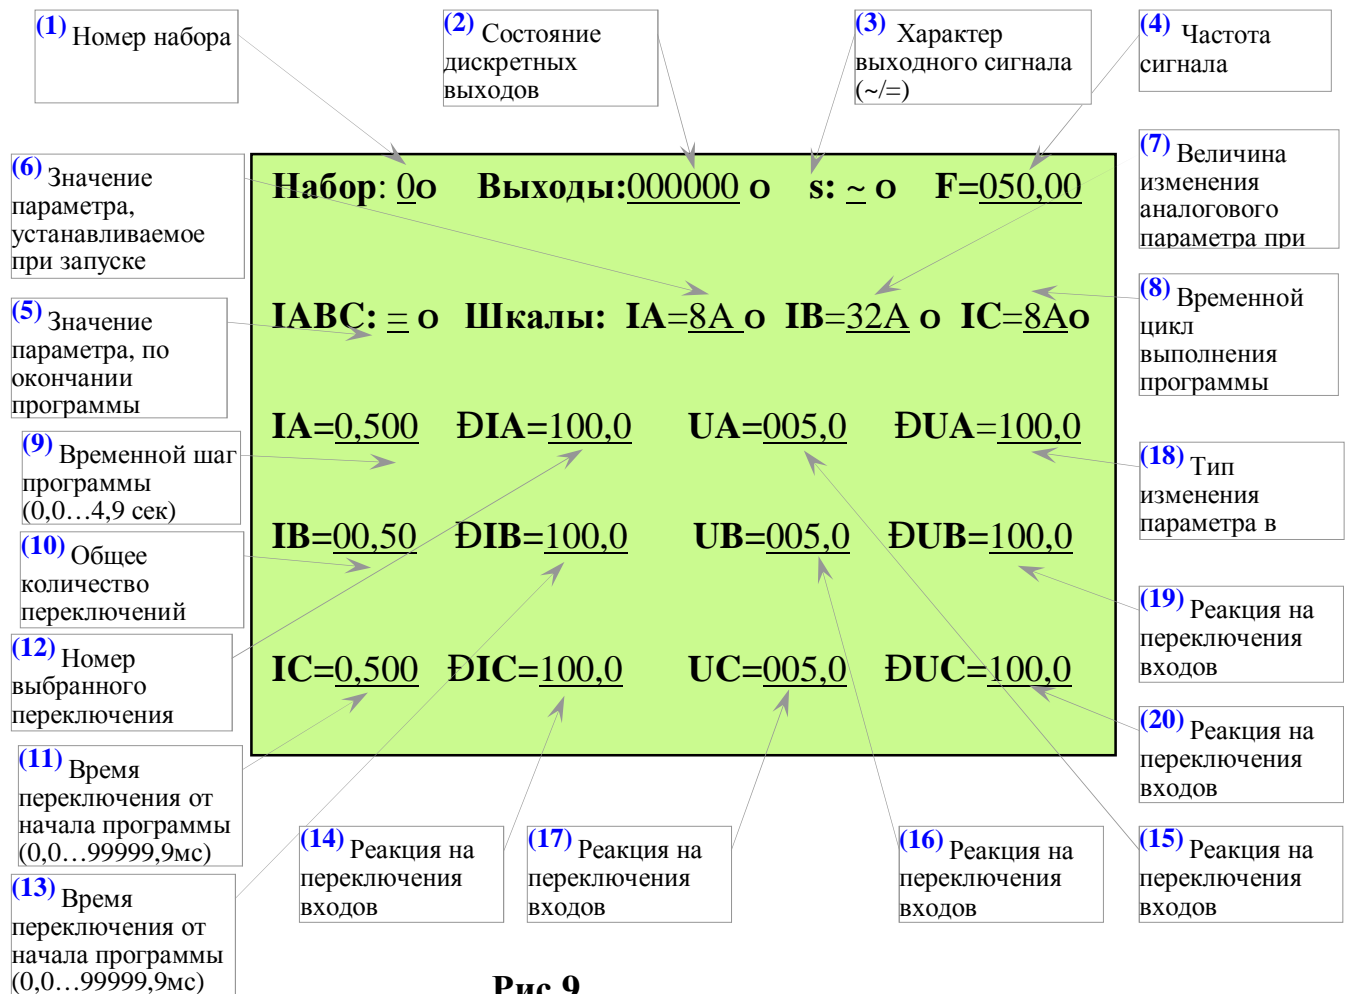 (1) Номер набора
(2) Состояние
дискретных
выходов
(3) Характер
выходного сигнала
(~/=)
(4) Частота
сигнала
(6) Значение
параметра,
устанавливаемое
при запуске
(5) Значение
параметра, по
окончании
программы
(9) Временной шаг
программы
(0,0…4,9 сек)
(10) Общее
количество
переключений
(12) Номер
выбранного
переключения
(11) Время
переключения от
начала программы
(0,0…99999,9мс)
(13) Время
переключения от
начала программы
(0,0…99999,9мс)
Набор: 0о Выходы:000000 о s: ~ о F=050,00
IABC: = о Шкалы: IA=8A о IB=32A о IC=8Aо
IA=0,500 ÐIA=100,0 UA=005,0 ÐUA=100,0
IB=00,50 ÐIB=100,0 UB=005,0 ÐUB=100,0
IC=0,500 ÐIC=100,0 UC=005,0 ÐUC=100,0
(7) Величина
изменения
аналогового
параметра при
(8) Временной
цикл
выполнения
программы
(18) Тип
изменения
параметра в
(19) Реакция на
переключения
входов
(20) Реакция на
переключения
входов
(14) Реакция на
переключения
входов
(17) Реакция на
переключения
входов
(16) Реакция на
переключения
входов
(15) Реакция на
переключения
входов
Рис 9